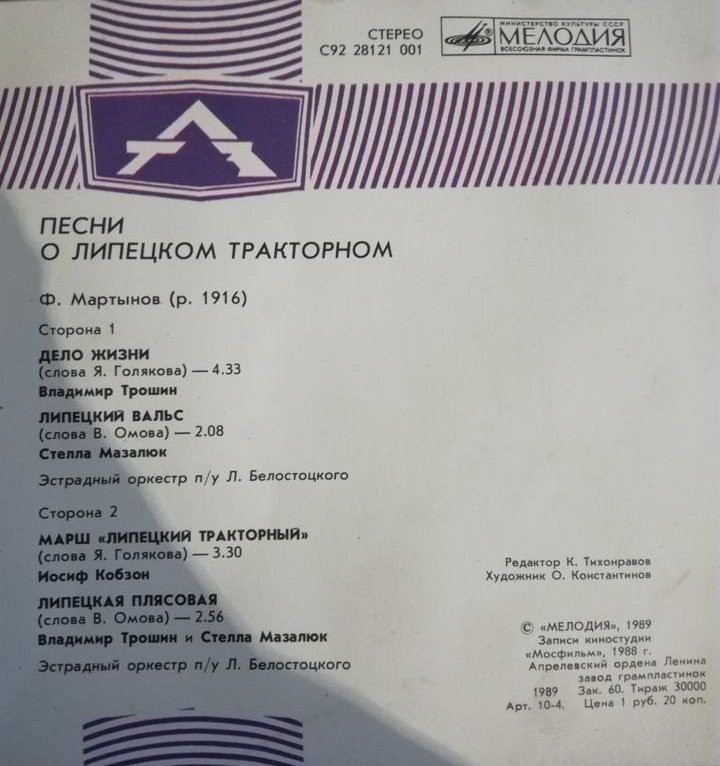 СТЕРЕО
С92 28121 001
МИНИСТЕРСТВО КУЛЬТУРЫ СССР
МЕЛОДИЯ
ВСЕСОЮЗНАЯ ФИРМА ГРАМПЛАСТИНОК
ПЕСНИ
О ЛИПЕЦКОМ ТРАКТОРНОМ
Ф. Мартынов (р. 1916)
Сторона 1
ДЕЛО ЖИЗНИ
(слова Я. Голякова) — 4.33
Владимир Трошин
ЛИПЕЦКИЙ ВАЛЬС
(слова В. Омова) — 2.08
Стелла Мазалюк
Эстрадный оркестр п/у Л. Белостоцкого
Сторона 2
МАРШ «ЛИПЕЦКИЙ ТРАКТОРНЫЙ»
(слова Я. Голякова) — 3.30
Иосиф Кобзон
ЛИПЕЦКАЯ ПЛЯСОВАЯ
(слова В. Омова) — 2.56
Владимир Трошин и Стелла Мазалюк
Эстрадный оркестр п/у Л. Белостоцкого
Редактор К. Тихонравов
Художник О. Константинов
© «МЕЛОДИЯ», 1989
Записи киностудии
«Мосфильм», 1988 г.
Апрелевский ордена Ленина
завод грампластинок
1989 Зак. 60. Тираж 30000
Арт. 10-4. Цена 1 руб. 20 коп.